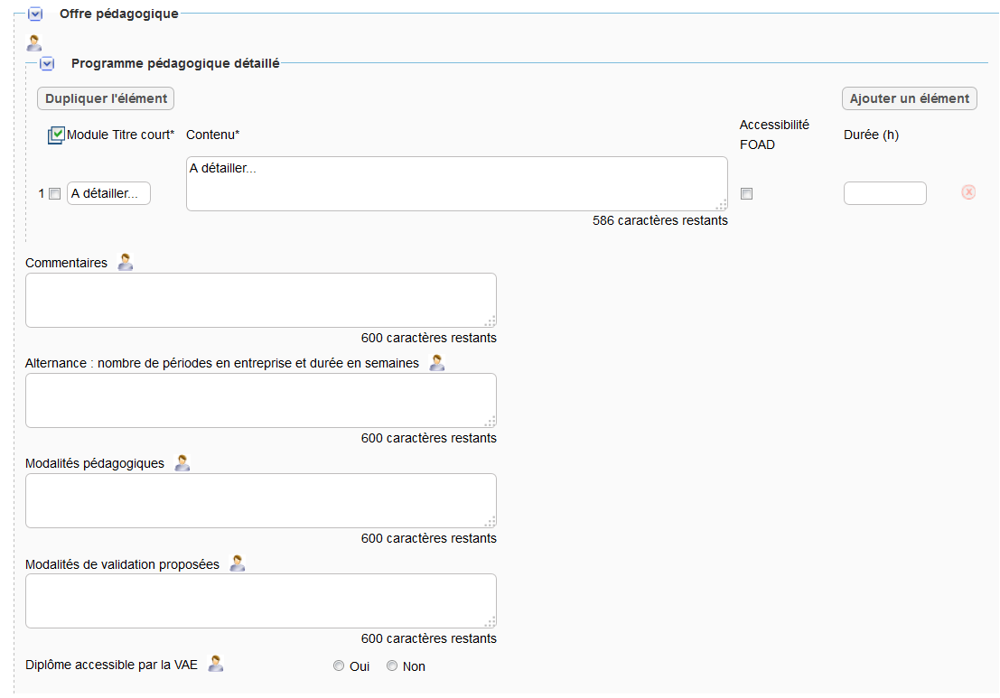 Offre pédagogique
Programme pédagogique détaillé
Dupliquer l'élément
Ajouter un élément
Module Titre court* Contenu* Accessibilité FOAD Durée (h)
1 A détailler... A détailler...
586 caractères restants
Commentaires
600 caractères restants
Alternance : nombre de périodes en entreprise et durée en semaines
600 caractères restants
Modalités pédagogiques
600 caractères restants
Modalités de validation proposées
600 caractères restants
Diplôme accessible par la VAE Oui Non